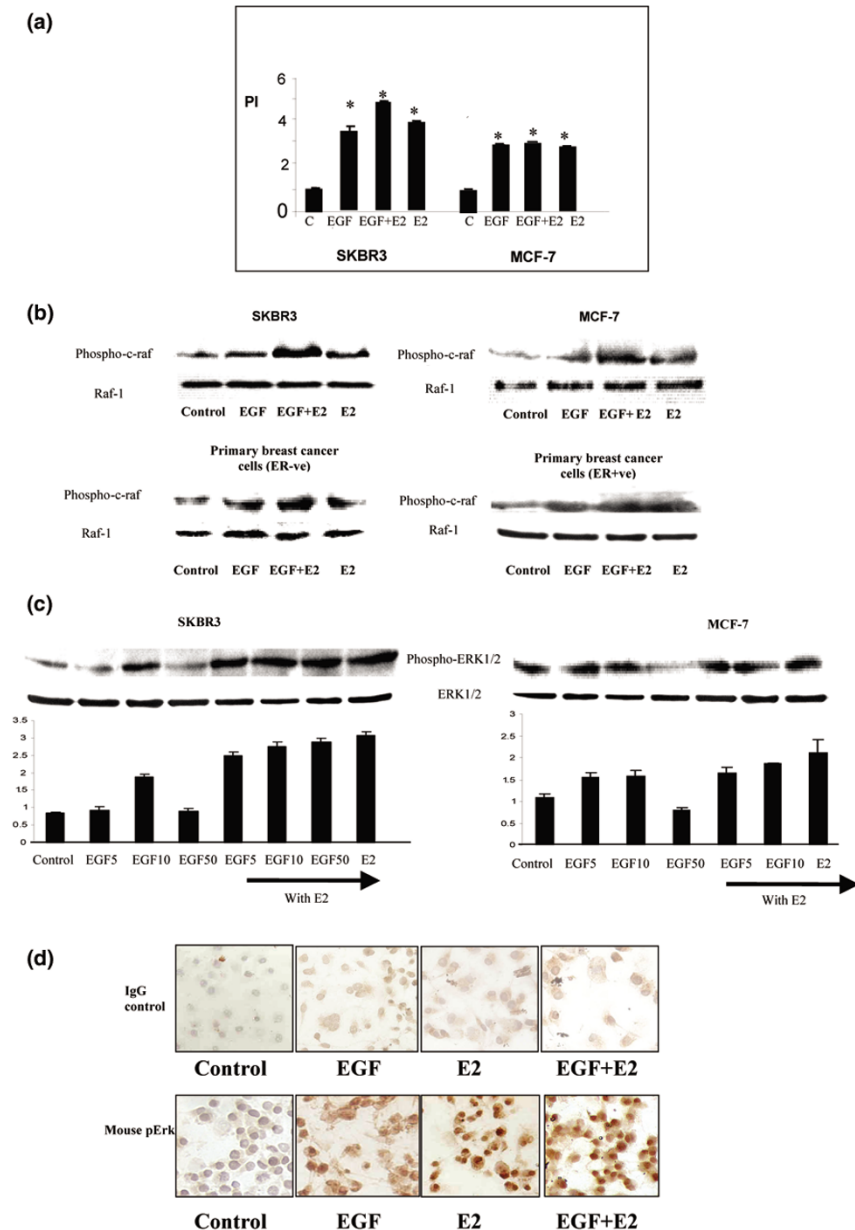 (a)
6
PI
4
2
0
* * * * * *
C EGF EGF+E2 E2 C EGF EGF+E2 E2
SKBR3 MCF-7
(b)
SKBR3 MCF-7
Phospho-c-raf Phospho-c-raf
Raf-1 Raf-1
Control EGF EGF+E2 E2 Control EGF EGF+ E2 E2
Primary breast cancer
cells (ER-ve)
Primary breast cancer
cells (ER+ve)
Phospho-c-raf Phospho-c-raf
Raf-1 Raf-1
Control EGF EGF+E2 E2 Control EGF EGF+E2 E2
(c)
SKBR3 MCF-7
Phospho-ERK1/2
ERK1/2
3.5
3
2.5
2
1.5
1
0.5
Control EGF5 EGF10 EGF50 EGF5 EGF10 EGF50 E2
With E2
3
2.5
2
1.5
1
0.5
0
Control EGF5 EGF10 EGF50 EGF5 EGF10 E2
With E2
(d)
IgG
control
Control EGF E2 EGF+E2
Mouse pErk
Control EGF E2 EGF+E2